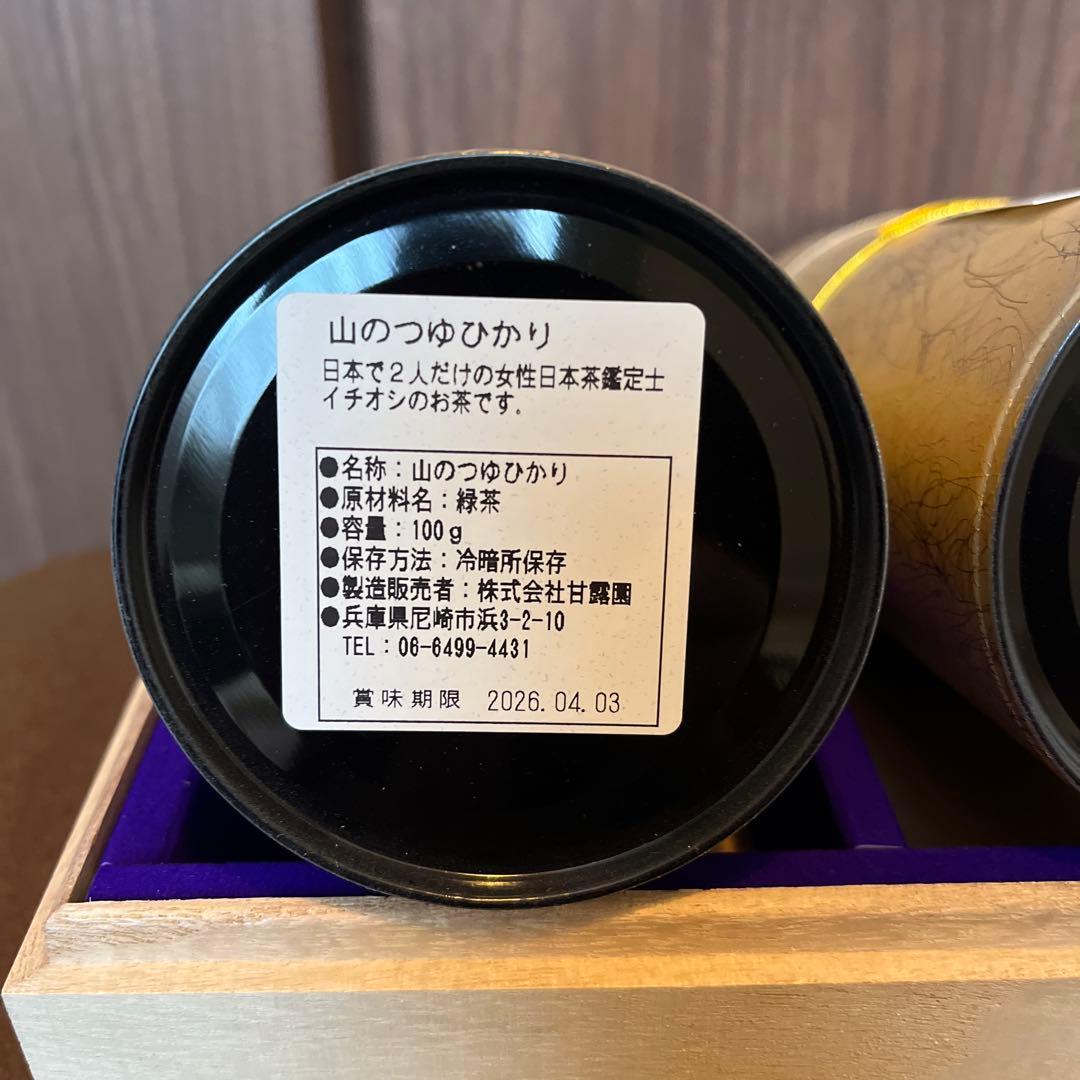 山のつゆひかり
日本で２人だけの女性日本茶鑑定士
イチオシのお茶です。
●名称：山のつゆひかり
●原材料名：緑茶
●容量：100ｇ
●保存方法：冷暗所保存
●製造販売者：株式会社甘露園
●兵庫県尼崎市浜3-2-10
TEL：06-6499-4431
賞味期限 2026.04.03